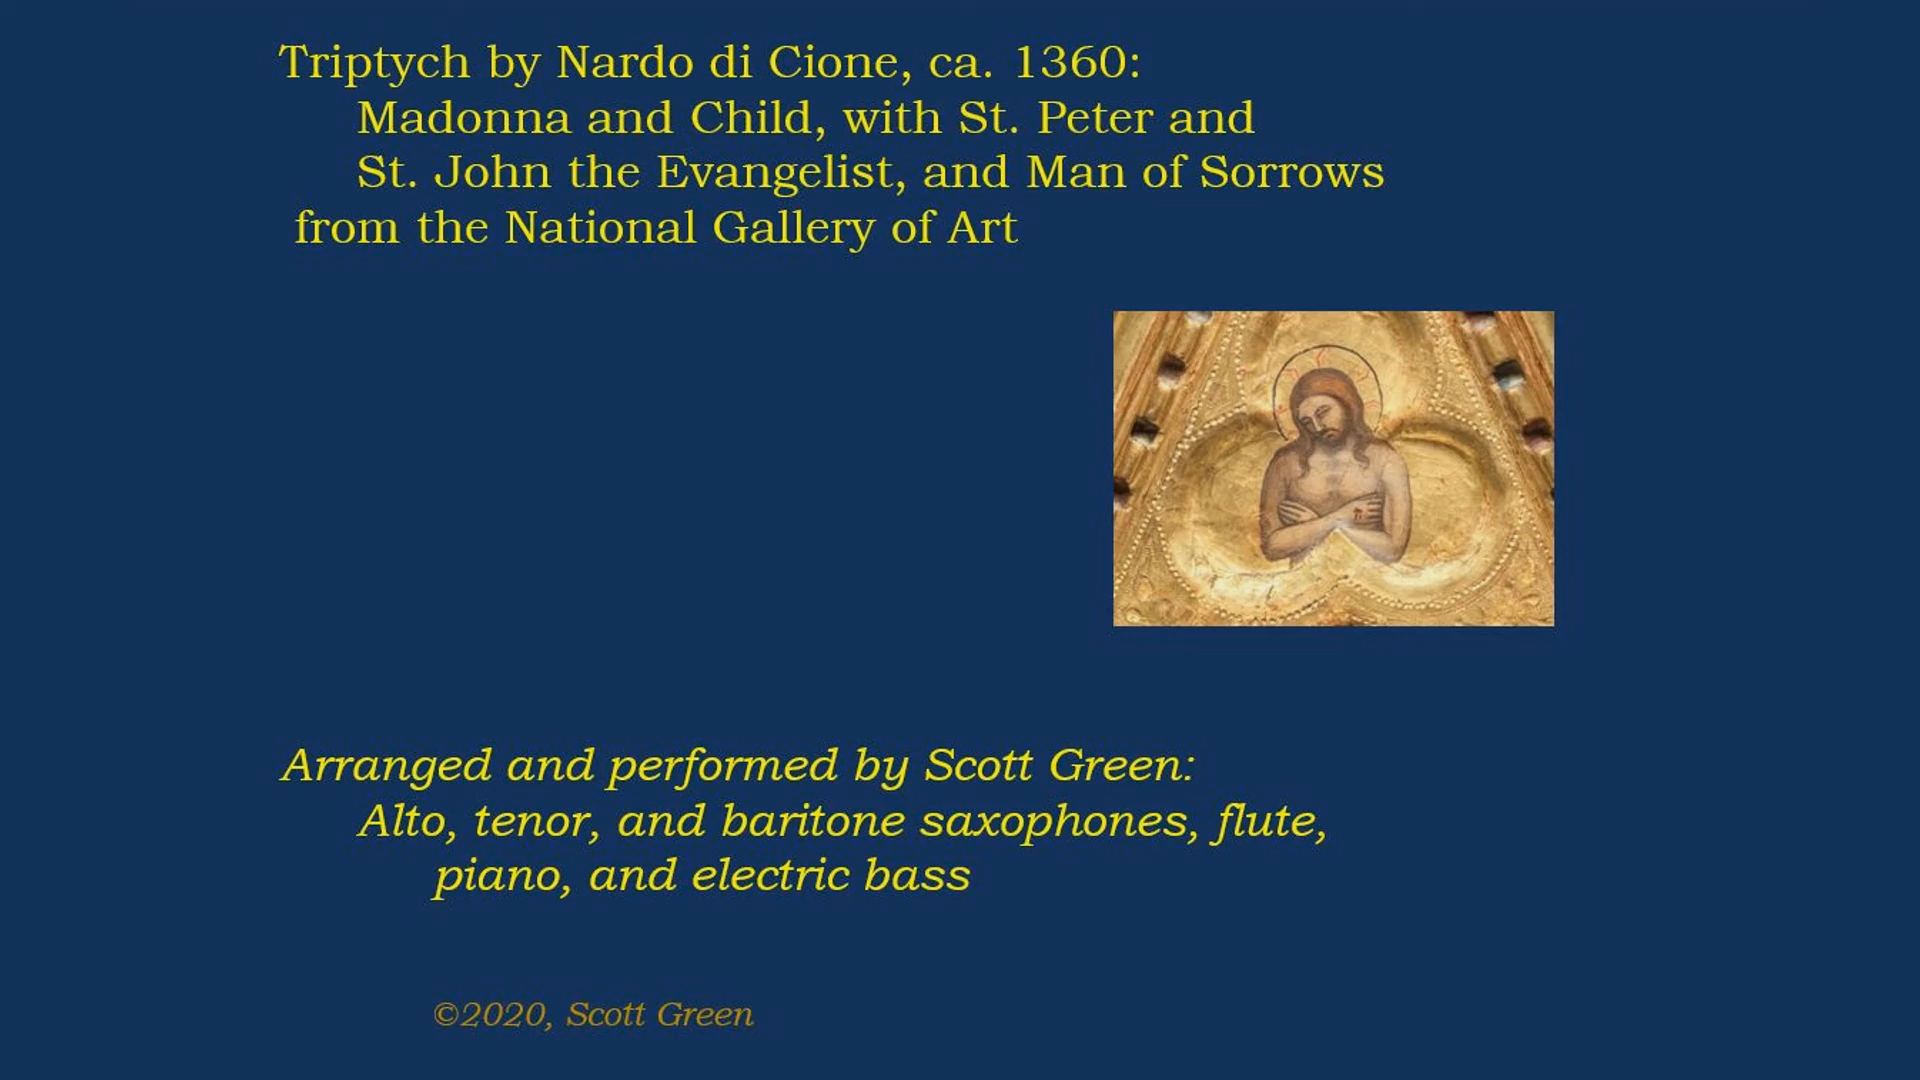 Triptych by Nardo di Cione, ca. 1360:
Madonna and Child, with St. Peter and
St. John the Evangelist, and Man of Sorrows
from the National Gallery of Art
Arranged and performed by Scott Green:
Alto, tenor, and baritone saxophones, flute,
piano, and electric bass
©2020, Scott Green